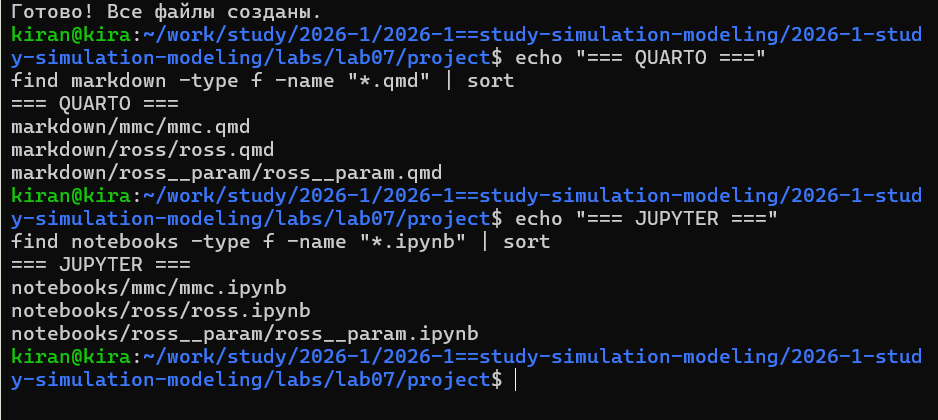 Готово! Все файлы созданы.
kiran@kira:~/work/study/2026-1/2026-1==study-simulation-modeling/2026-1-stud
y-simulation-modeling/labs/lab07/project$ echo "=== QUARTO ==="
find markdown -type f -name "*.qmd" | sort
=== QUARTO ===
markdown/mmc/mmc.qmd
markdown/ross/ross.qmd
markdown/ross__param/ross__param.qmd
kiran@kira:~/work/study/2026-1/2026-1==study-simulation-modeling/2026-1-stud
y-simulation-modeling/labs/lab07/project$ echo "=== JUPYTER ==="
find notebooks -type f -name "*.ipynb" | sort
=== JUPYTER ===
notebooks/mmc/mmc.ipynb
notebooks/ross/ross.ipynb
notebooks/ross__param/ross__param.ipynb
kiran@kira:~/work/study/2026-1/2026-1==study-simulation-modeling/2026-1-stud
y-simulation-modeling/labs/lab07/project$